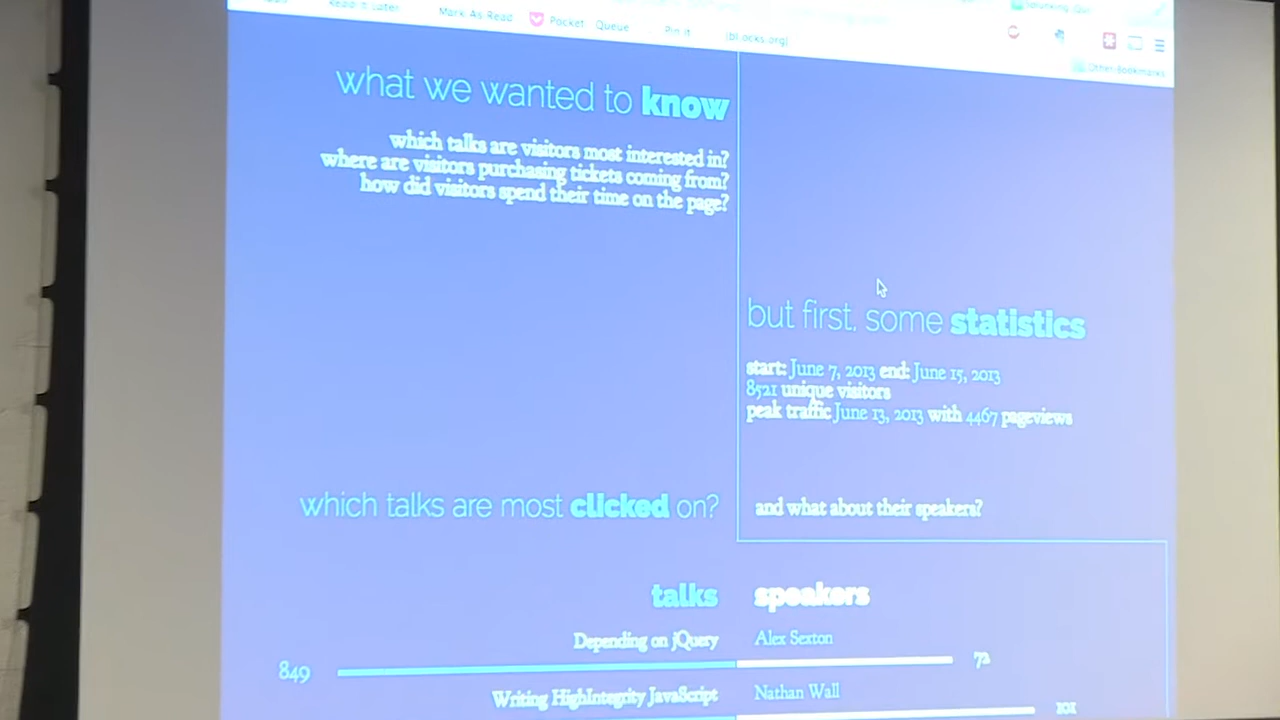 Read It Later
Mark As Read
Pocket
Queue
Pin it
(bl.ocks.org)
Other Bookmarks
what we wanted to know
which talks are visitors most interested in?
where are visitors purchasing tickets coming from?
how did visitors spend their time on the page?
but first, some statistics
start: June 7, 2013 end: June 15, 2013
8521 unique visitors
peak traffic June 13, 2013 with 4467 pageviews
which talks are most clicked on?
and what about their speakers?
talks
speakers
Depending on jQuery
Alex Sexton
849
72
Writing HighIntegrity JavaScript
Nathan Wall
101